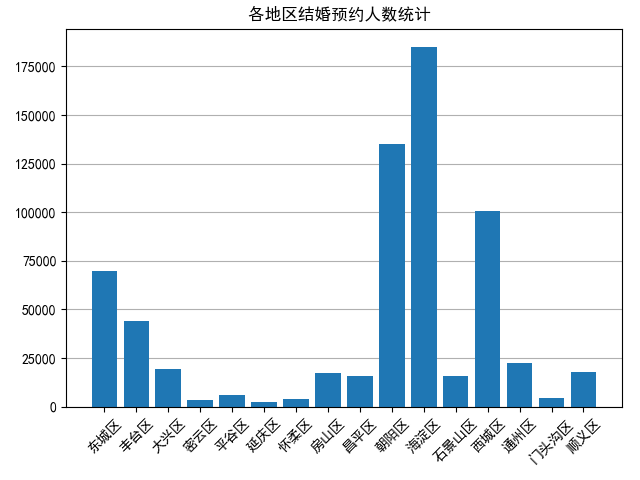 各地区结婚预约人数统计
175000
150000
125000
100000
75000
50000
25000
0
东城区
丰台区
大兴区
密云区
平谷区
延庆区
怀柔区
房山区
昌平区
朝阳区
海淀区
石景山区
西城区
通州区
门头沟区
顺义区